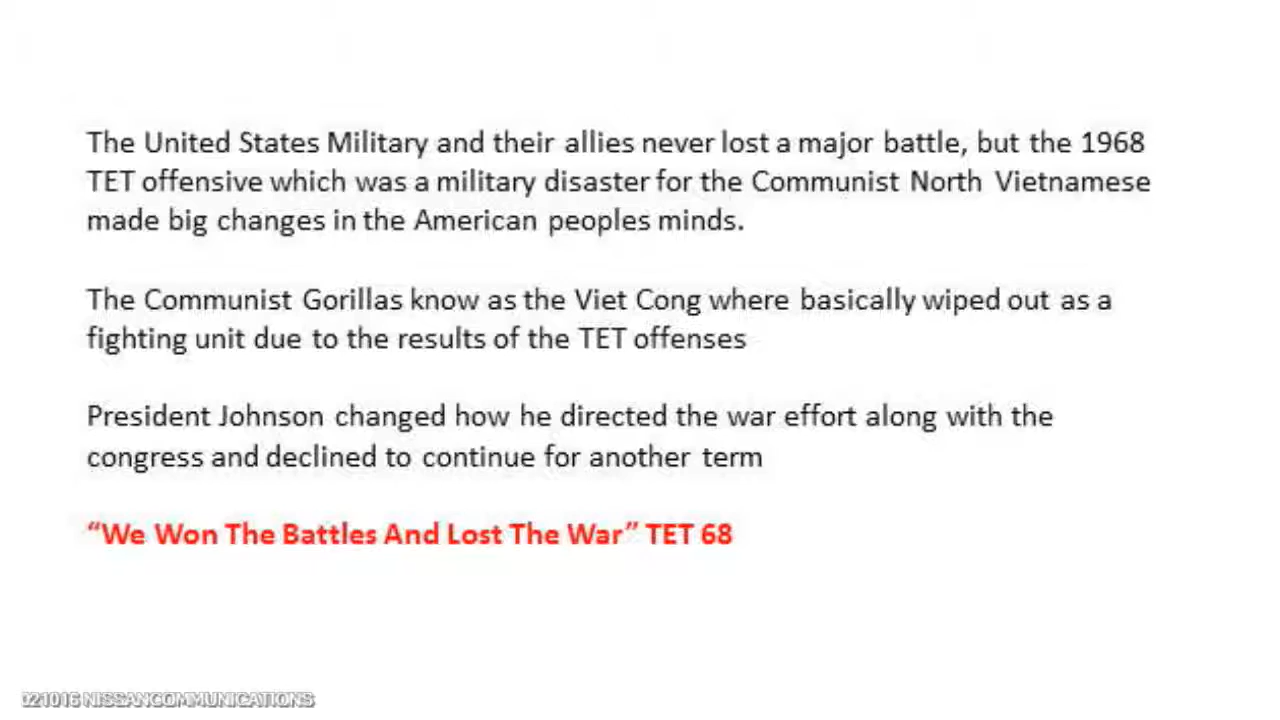 The United States Military and their allies never lost a major battle, but the 1968
TET offensive which was a military disaster for the Communist North Vietnamese
made big changes in the American peoples minds.
The Communist Gorillas know as the Viet Cong where basically wiped out as a
fighting unit due to the results of the TET offenses
President Johnson changed how he directed the war effort along with the
congress and declined to continue for another term
“We Won The Battles And Lost The War” TET 68
021016 NISSANCOMMUNICATIONS